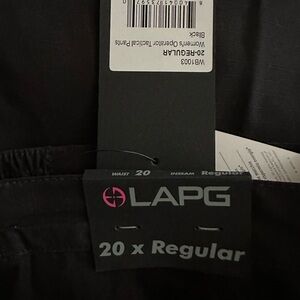 20-REGULAR
WB1003
Women's Operator Tactical Pants
Black
WAIST 20 INSEAM Regular
LAPG
20 x Regular